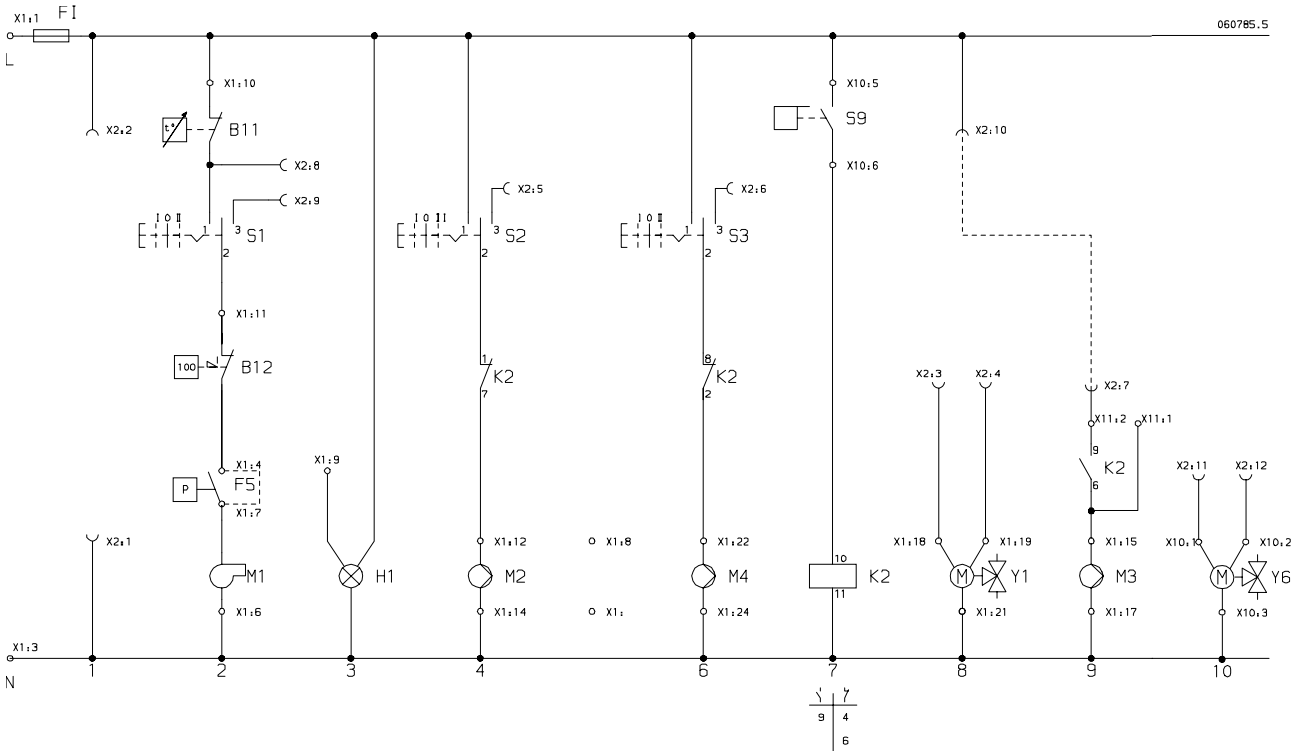 X1:1 FI 060785.5
L
X1:10 X10:5
X2:2 t° B11 S9 X2:10
X2:8 X10:6
X2:9 X2:5 X2:6
I O II 1 3 S1 I O II 1 3 S2 I O II 1 3 S3
2 2 2
X1:11
100 B12 1 K2 7 8 K2 2 X2:3 X2:4 X2:7
X11:2 X11:1
X1:4 X1:9 9 K2 6 X2:11 X2:12
P F5
X1:7
X2:1 X1:12 X1:8 X1:22 X1:18 X1:19 X1:15 X10:1 X10:2
M1 H1 M2 M4 10 K2 11 M Y1 M3 M Y6
X1:6 X1:14 X1: X1:24 X1:21 X1:17 X10:3
X1:3
N 1 2 3 4 6 7 8 9 10
9 4
6